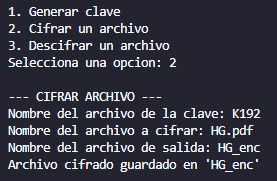 1. Generar clave
2. Cifrar un archivo
3. Descifrar un archivo
Selecciona una opcion: 2
--- CIFRAR ARCHIVO ---
Nombre del archivo de la clave: K192
Nombre del archivo a cifrar: HG.pdf
Nombre del archivo de salida: HG_enc
Archivo cifrado guardado en 'HG_enc'